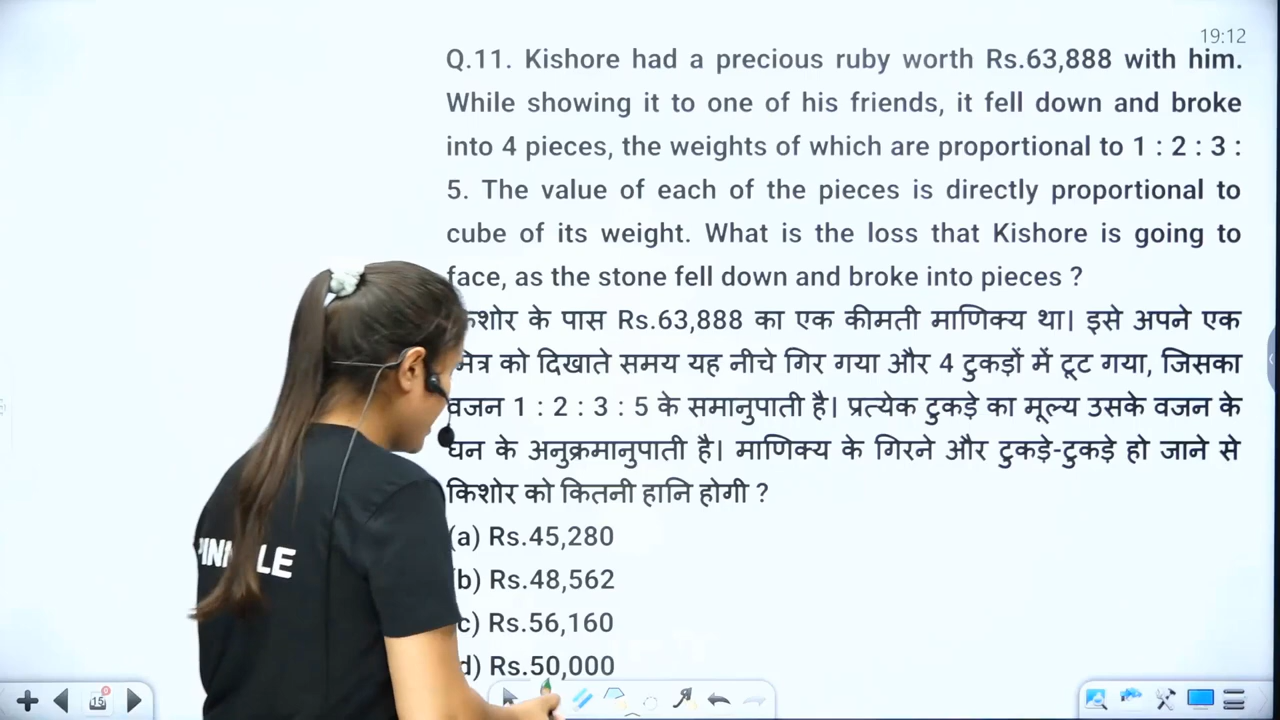 19:12
Q.11. Kishore had a precious ruby worth Rs.63,888 with him.
While showing it to one of his friends, it fell down and broke
into 4 pieces, the weights of which are proportional to 1 : 2 : 3 :
5. The value of each of the pieces is directly proportional to
cube of its weight. What is the loss that Kishore is going to
face, as the stone fell down and broke into pieces ?
के पास Rs.63,888 का एक कीमती माणिक्य था। इसे अपने एक
को दिखाते समय यह नीचे गिर गया और 4 टुकड़ों में टूट गया, जिसका
वजन 1 : 2 : 3 : 5 के समानुपाती है। प्रत्येक टुकड़े का मूल्य उसके वजन के
घन के अनुक्रमानुपाती है। माणिक्य के गिरने और टुकड़े-टुकड़े हो जाने से
किशोर को कितनी हानि होगी ?
(a) Rs.45,280
b) Rs.48,562
c) Rs.56,160
d) Rs.50,000
15